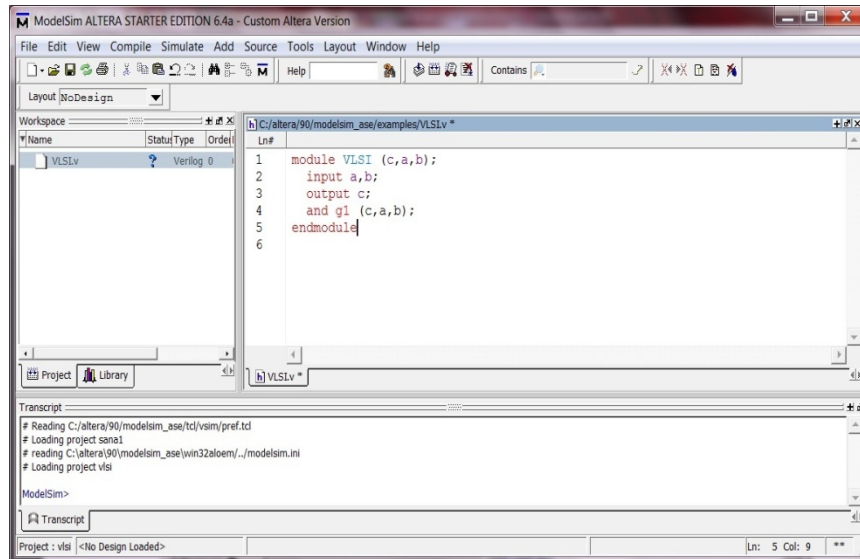 ModelSim ALTERA STARTER EDITION 6.4a - Custom Altera Version
File Edit View Compile Simulate Add Source Tools Layout Window Help
Help
Contains
Layout NoDesign
Workspace
C:/altera/90/modelsim_ase/examples/VLSI.v *
Name Status Type Order
Ln#
VLSI.v ? Verilog 0
1 module VLSI (c,a,b);
2 input a,b;
3 output c;
4 and g1 (c,a,b);
5 endmodule
6
Project Library
VLSI.v *
Transcript
# Reading C:/altera/90/modelsim_ase/tcl/vsim/pref.tcl
# Loading project sana1
# reading C:\altera\90\modelsim_ase\win32aloem/../modelsim.ini
# Loading project vlsi
ModelSim>
Transcript
Project : vlsi <No Design Loaded> Ln: 5 Col: 9 **